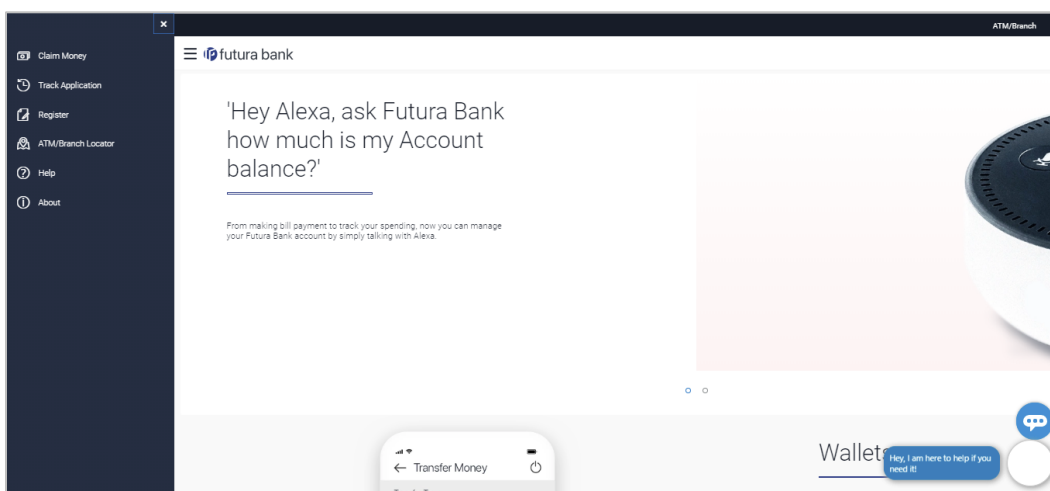 ×
ATM/Branch
Claim Money
Track Application
Register
ATM/Branch Locator
Help
About
futura bank
'Hey Alexa, ask Futura Bank
how much is my Account
balance?'
From making bill payment to track your spending, now you can manage
your Futura Bank account by simply talking with Alexa.
Transfer Money
Wallets
Hey, I am here to help if you
need it!